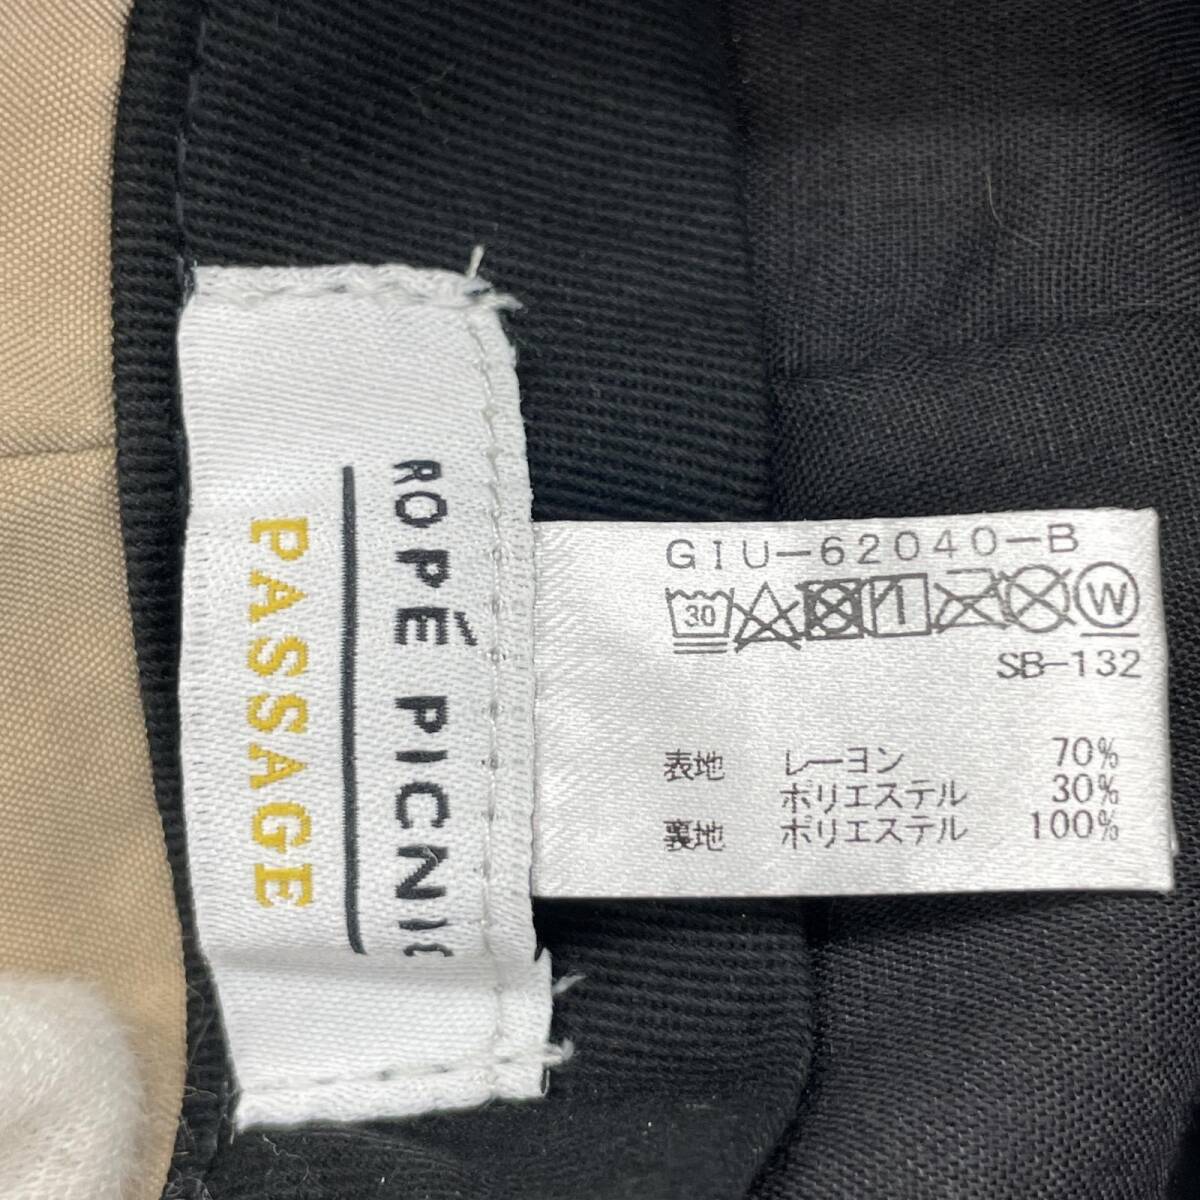 ROPÉ PICNIC
PASSAGE
GIU-62040-B
30
W
SB-132
表地 レーヨン 70%
ポリエステル 30%
裏地 ポリエステル 100%